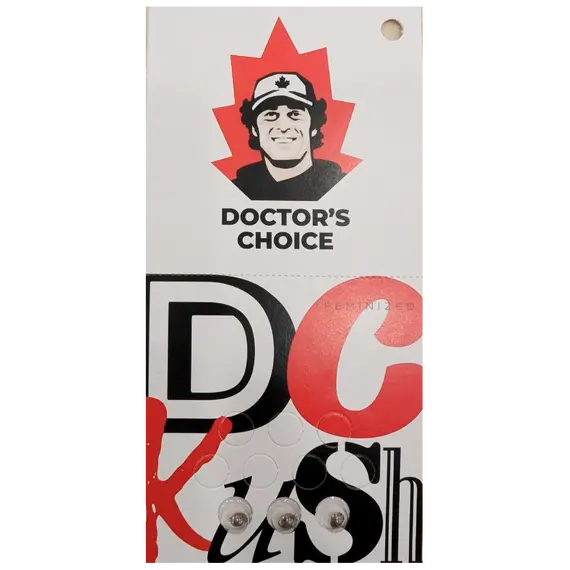 DOCTOR'S
CHOICE
FEMINIZED
DC
Kush